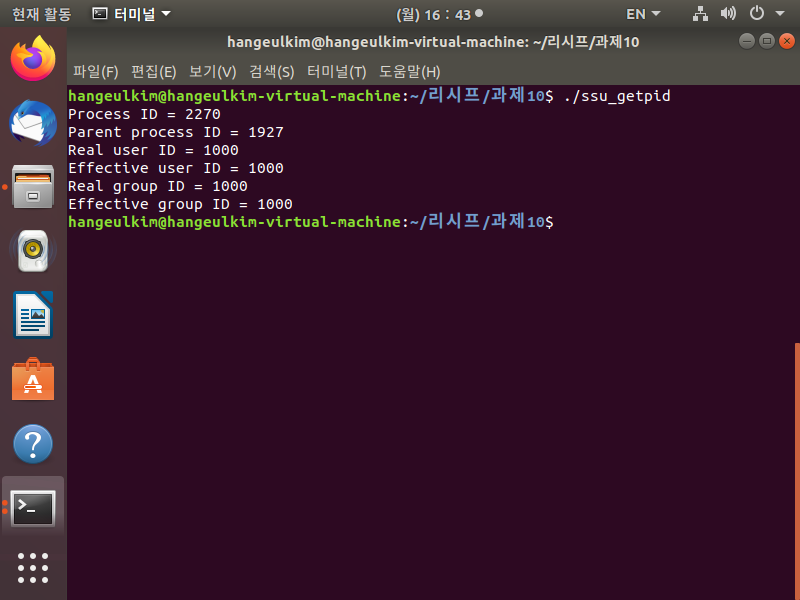 현재 활동 터미널 (월) 16 : 43 EN
hangeulkim@hangeulkim-virtual-machine: ~/리시프/과제10
파일(F) 편집(E) 보기(V) 검색(S) 터미널(T) 도움말(H)
hangeulkim@hangeulkim-virtual-machine:~/리시프/과제10$ ./ssu_getpid
Process ID = 2270
Parent process ID = 1927
Real user ID = 1000
Effective user ID = 1000
Real group ID = 1000
Effective group ID = 1000
hangeulkim@hangeulkim-virtual-machine:~/리시프/과제10$